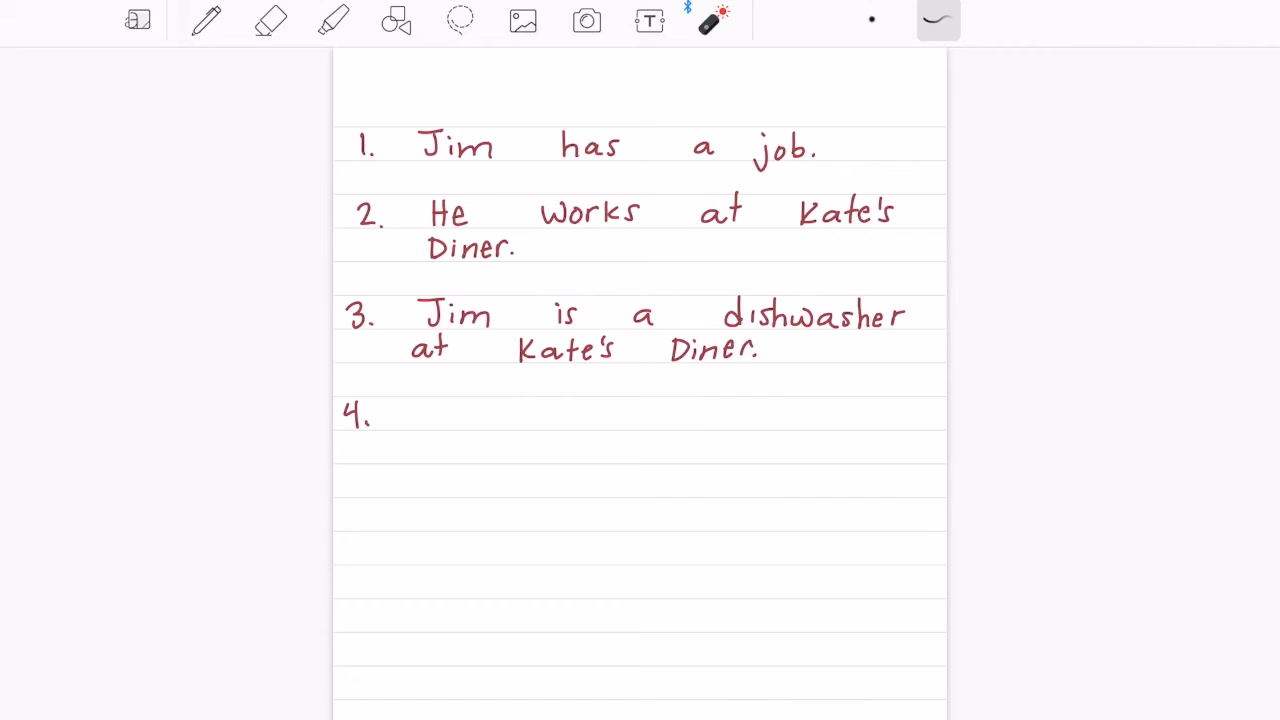 1. Jim has a job.
2. He works at Kate's
Diner.
3. Jim is a dishwasher
at Kate's Diner.
4.